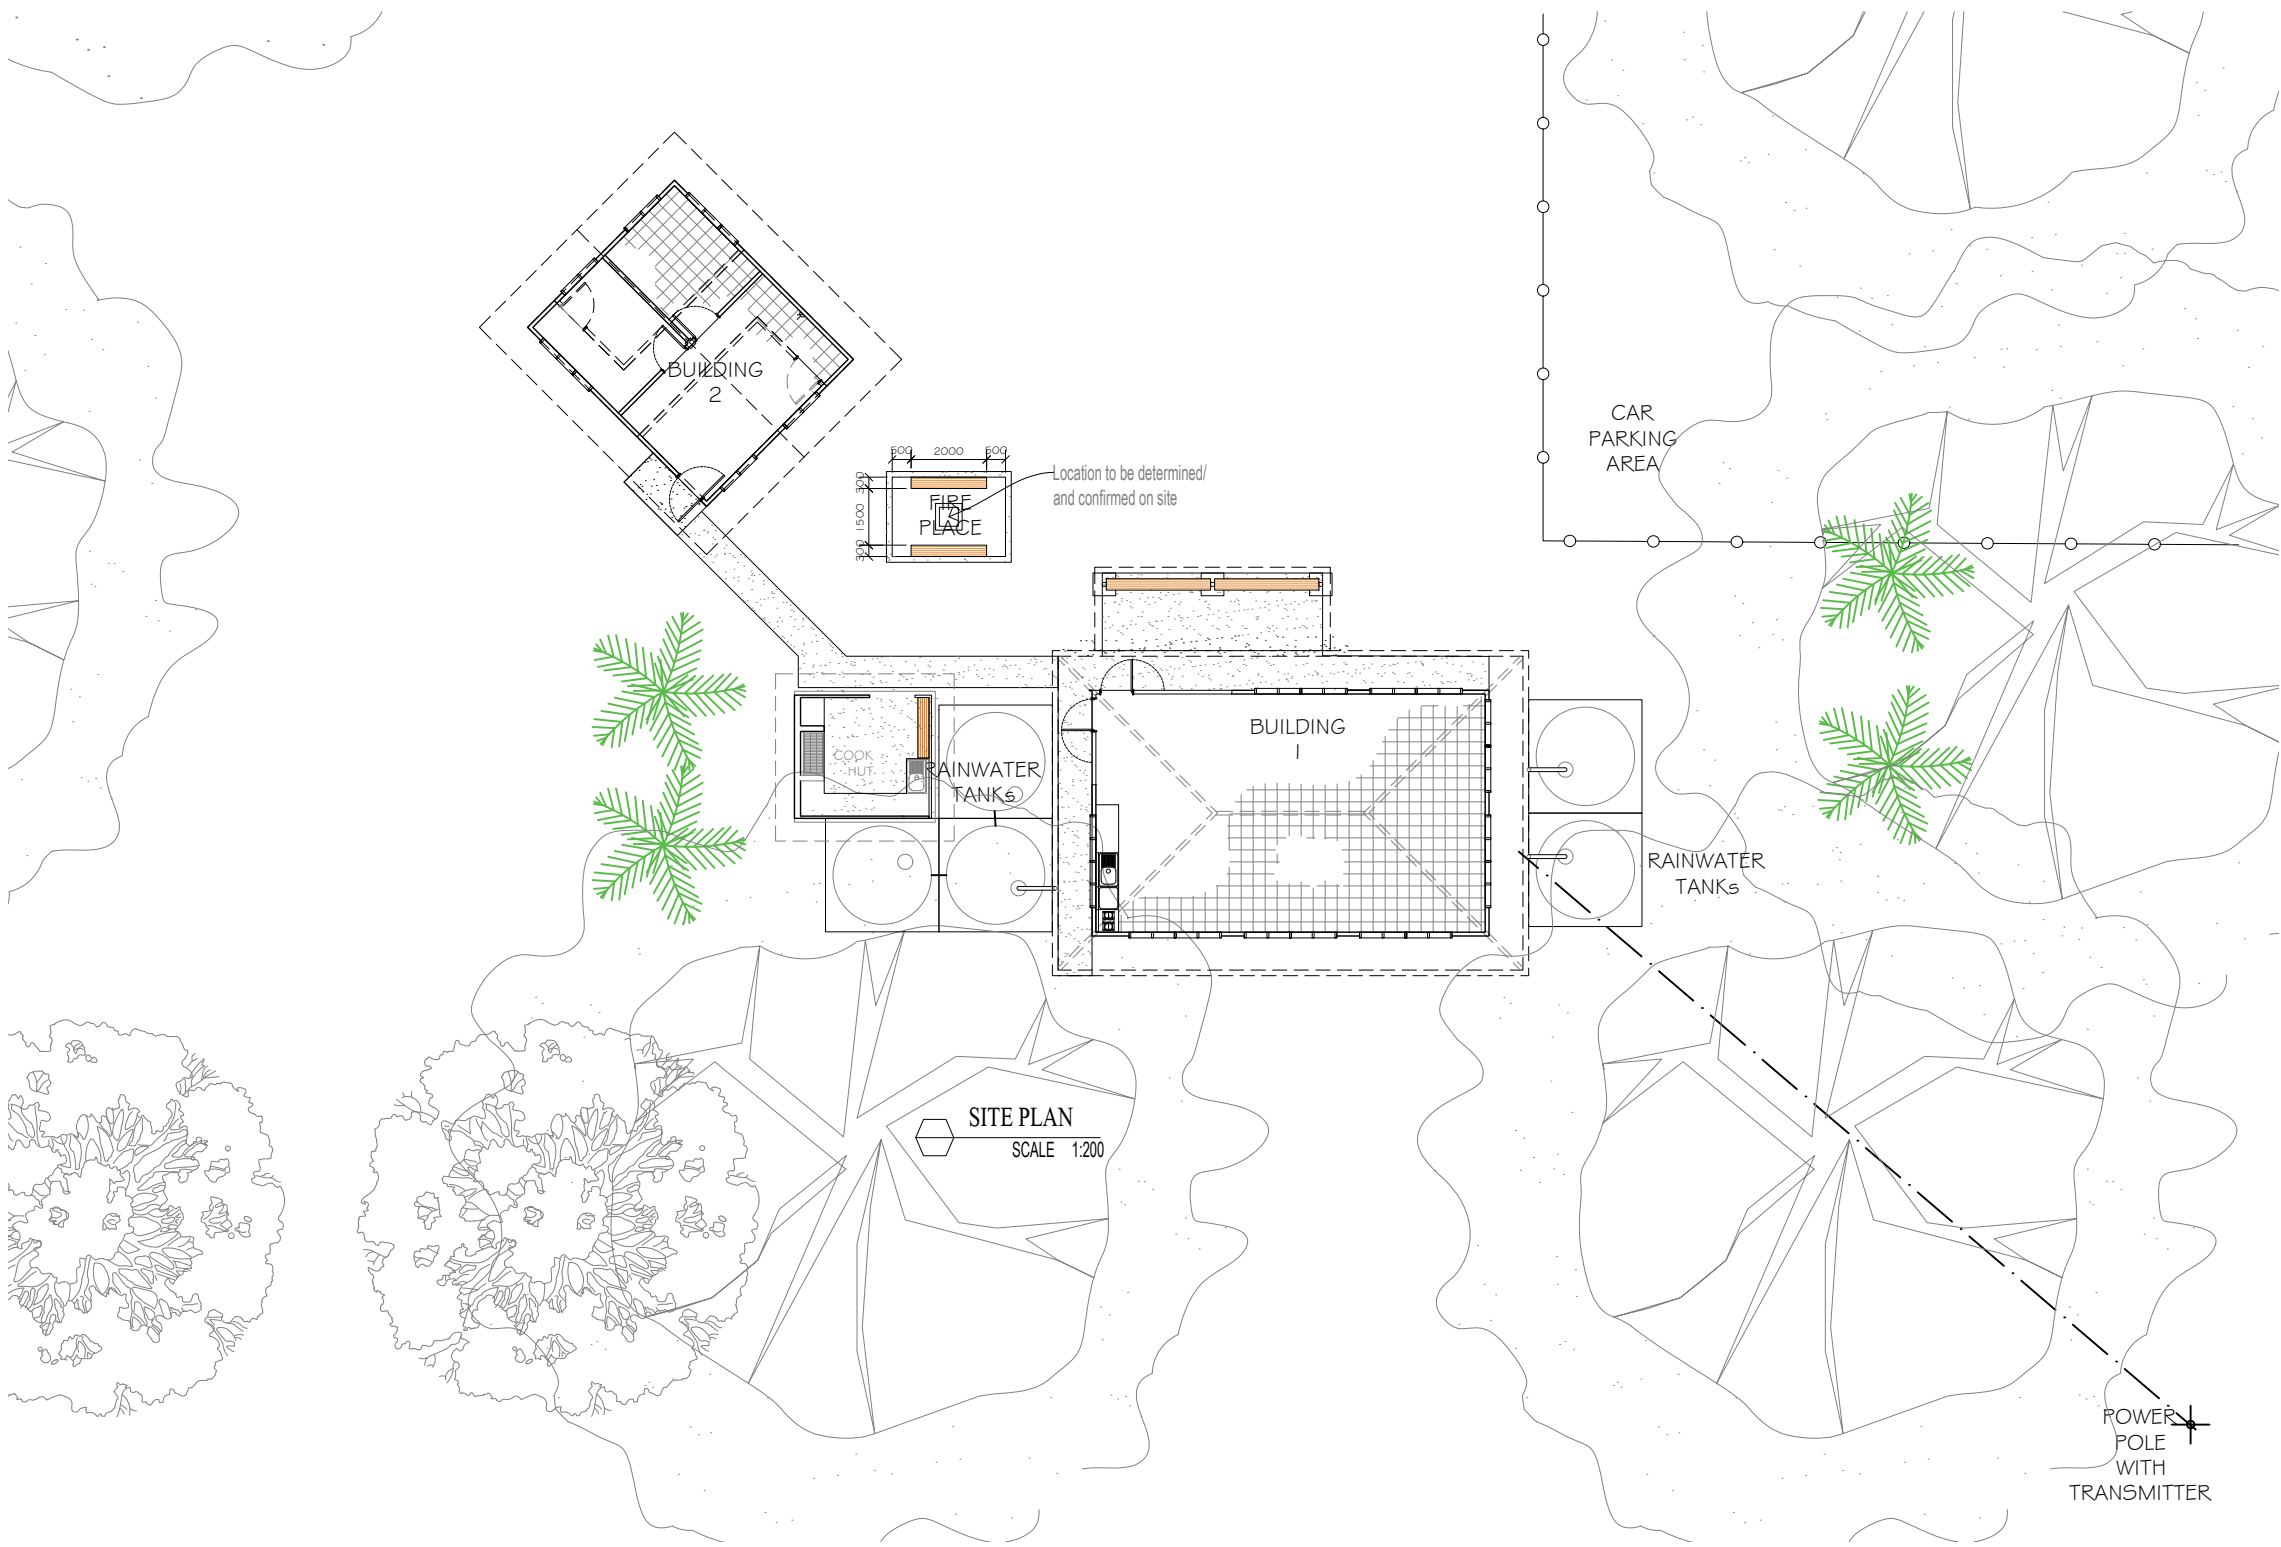 BUILDING
2
500 2000 500
300
1500
300
FIRE
PLACE
Location to be determined/
and confirmed on site
CAR
PARKING
AREA
BUILDING
1
COOK
HUT
RAINWATER
TANKs
RAINWATER
TANKs
SITE PLAN
SCALE 1:200
POWER
POLE
WITH
TRANSMITTER